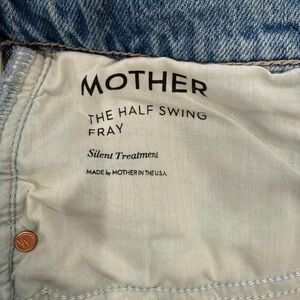 MOTHER
THE HALF SWING
FRAY
Silent Treatment
MADE by MOTHER IN THE U.S.A.